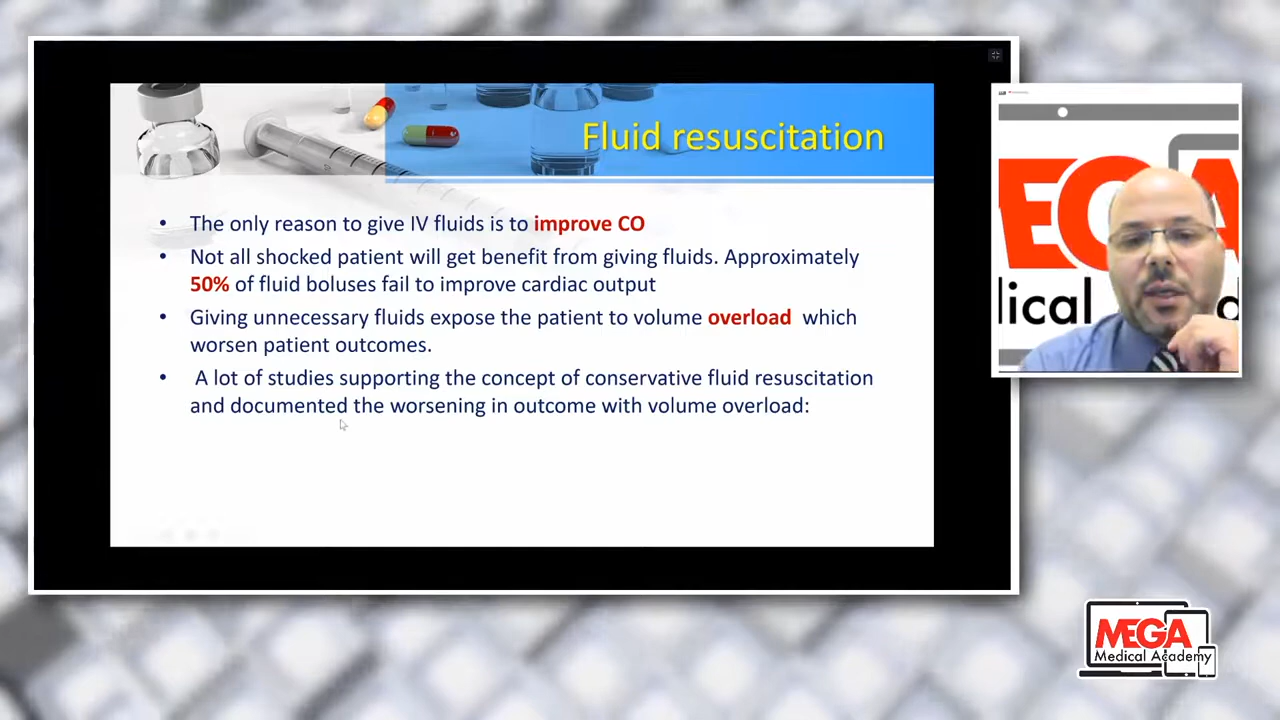 Fluid resuscitation
• The only reason to give IV fluids is to improve CO
• Not all shocked patient will get benefit from giving fluids. Approximately
50% of fluid boluses fail to improve cardiac output
• Giving unnecessary fluids expose the patient to volume overload which
worsen patient outcomes.
• A lot of studies supporting the concept of conservative fluid resuscitation
and documented the worsening in outcome with volume overload:
MEGA
Medical Academy